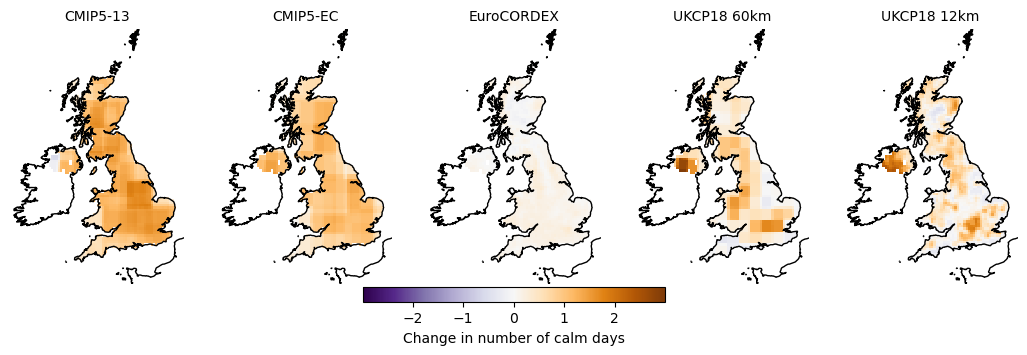 CMIP5-13 CMIP5-EC EuroCORDEX UKCP18 60km UKCP18 12km
−2 −1 0 1 2
Change in number of calm days